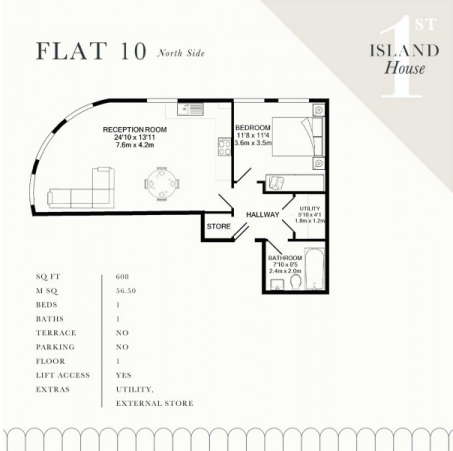 FLAT 10 North Side
1ST
ISLAND
House
RECEPTION ROOM
24'10 x 13'11
7.6m x 4.2m
BEDROOM
11'8 x 11'4
3.6m x 3.5m
UTILITY
5'10 x 4'1
1.8m x 1.2m
HALLWAY
STORE
BATHROOM
7'10 x 6'5
2.4m x 2.0m
SQ FT 608
M SQ 56.50
BEDS 1
BATHS 1
TERRACE NO
PARKING NO
FLOOR 1
LIFT ACCESS YES
EXTRAS UTILITY,
EXTERNAL STORE